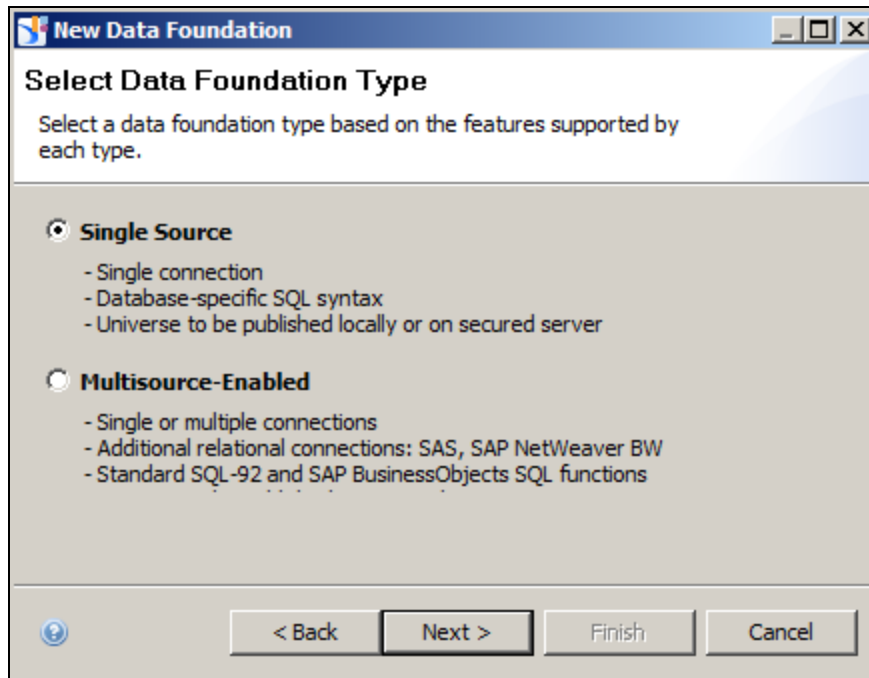 New Data Foundation
Select Data Foundation Type
Select a data foundation type based on the features supported by
each type.
Single Source
- Single connection
- Database-specific SQL syntax
- Universe to be published locally or on secured server
Multisource-Enabled
- Single or multiple connections
- Additional relational connections: SAS, SAP NetWeaver BW
- Standard SQL-92 and SAP BusinessObjects SQL functions
< Back Next > Finish Cancel